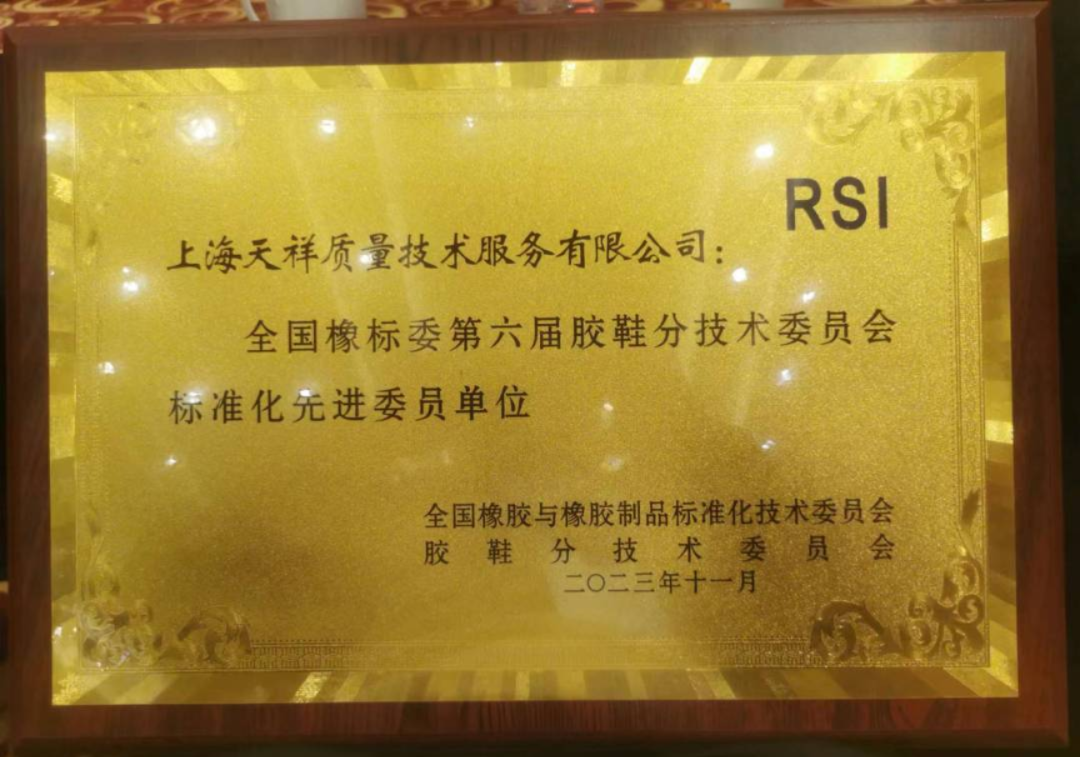 RSI
上海天祥质量技术服务有限公司：
全国橡标委第六届胶鞋分技术委员会
标准化先进委员单位
全国橡胶与橡胶制品标准化技术委员会
胶鞋分技术委员会
二〇二三年十一月